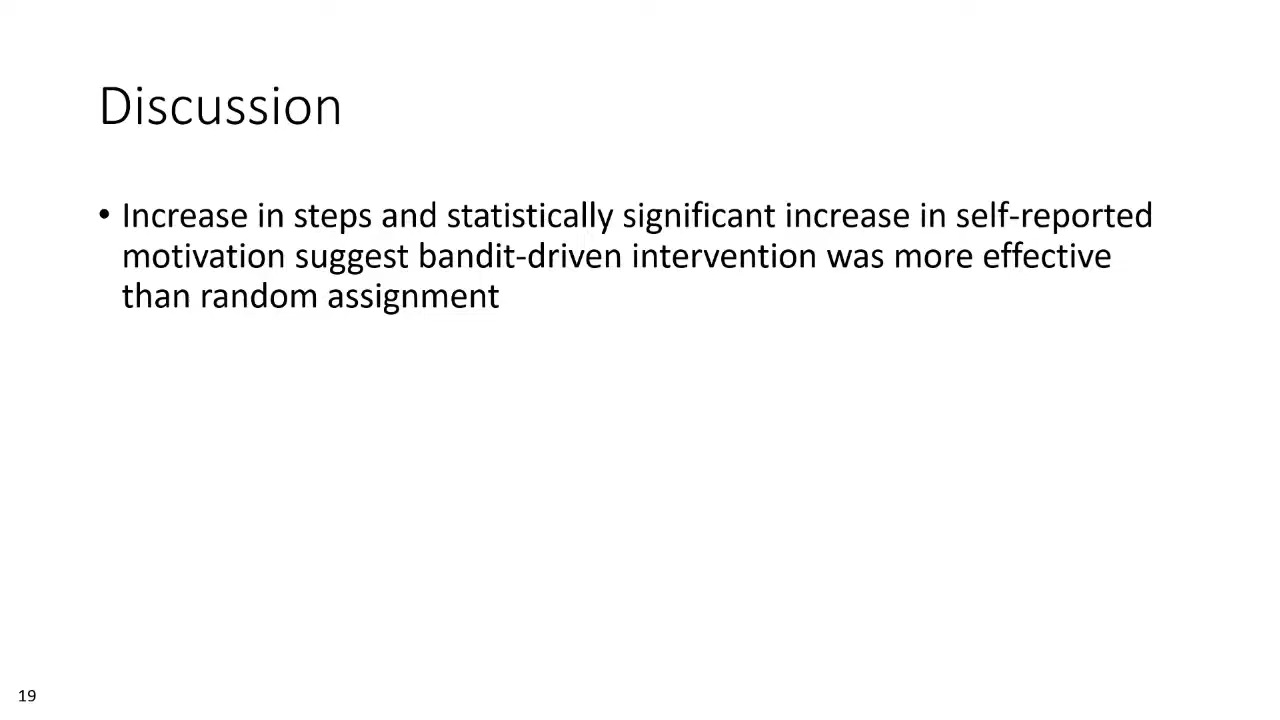 Discussion
• Increase in steps and statistically significant increase in self-reported
motivation suggest bandit-driven intervention was more effective
than random assignment
19